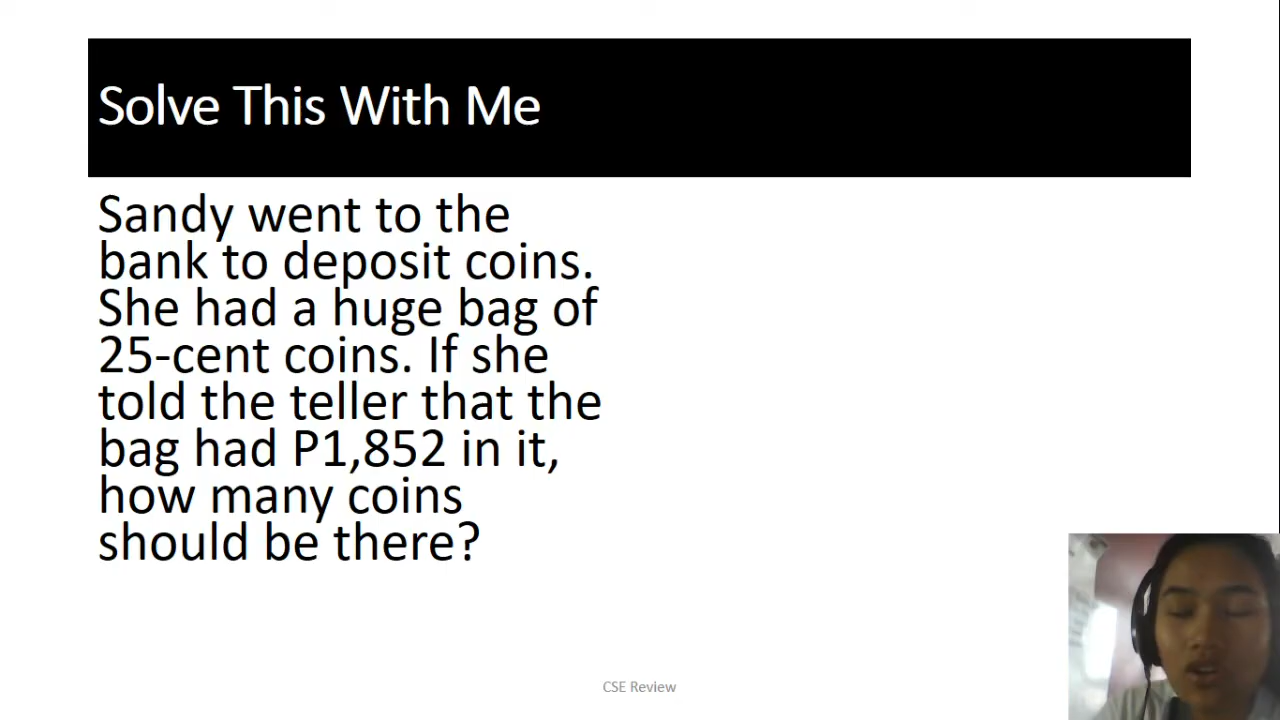 Solve This With Me
Sandy went to the
bank to deposit coins.
She had a huge bag of
25-cent coins. If she
told the teller that the
bag had P1,852 in it,
how many coins
should be there?
CSE Review